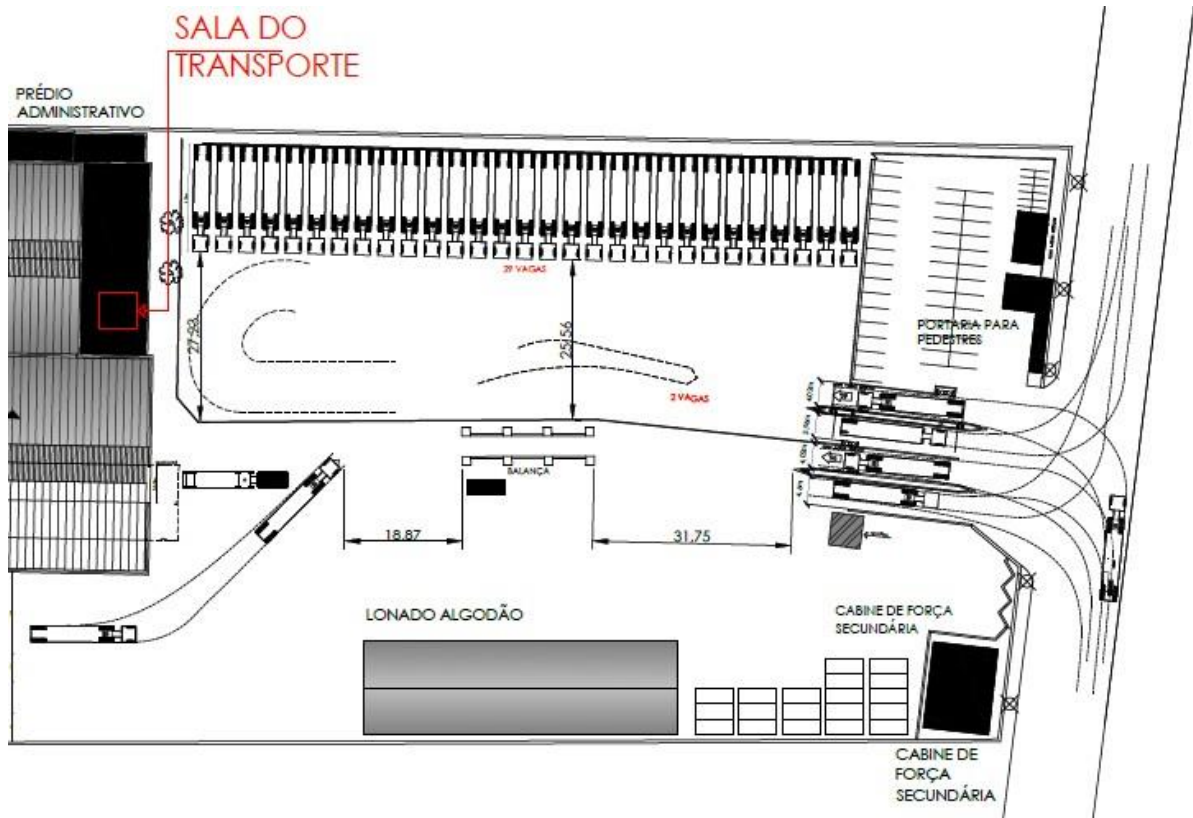 SALA DO
TRANSPORTE
PRÉDIO
ADMINISTRATIVO
29 VAGAS
27,93
25,56
PORTARIA PARA
PEDESTRES
2 VAGAS
BALANÇA
18,87
31,75
LONADO ALGODÃO
CABINE DE FORÇA
SECUNDÁRIA
CABINE DE
FORÇA
SECUNDÁRIA